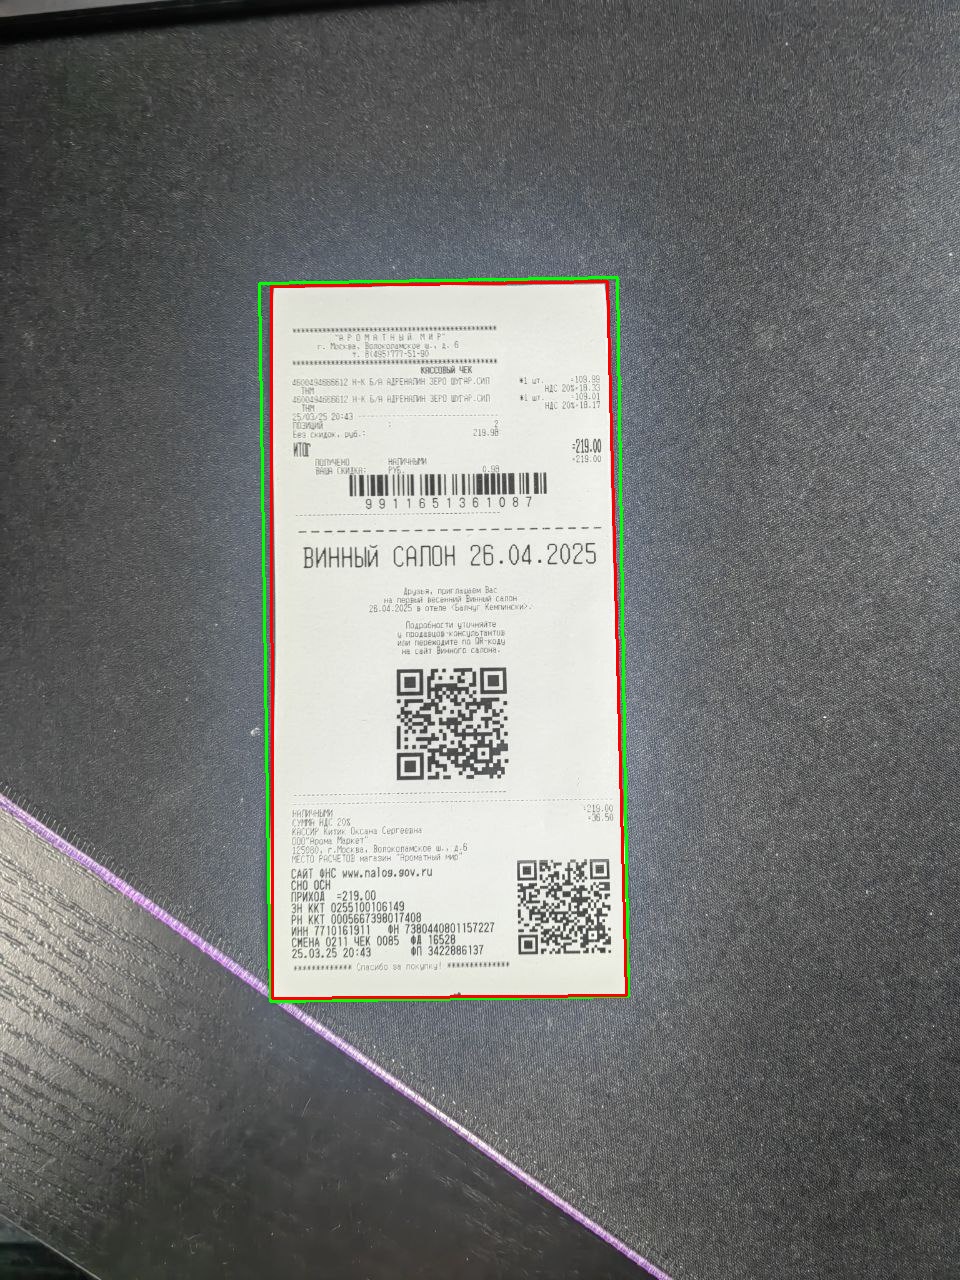 ************************************************
"АРОМАТНЫЙ МИР"
г. Москва, Волоколамское ш., д. 6
т. 8(495)777-51-90
************************************************
КАССОВЫЙ ЧЕК
4600494666612 Н-К Б/А АДРЕНАЛИН ЗЕРО ШУГАР.СИЛ *1 шт. =109.99
ТНМ НДС 20%=18.33
4600494666612 Н-К Б/А АДРЕНАЛИН ЗЕРО ШУГАР.СИЛ *1 шт. =109.01
ТНМ НДС 20%=18.17
25/03/25 20:43 --------------------------------
ПОЗИЦИЙ : 2
Без скидок, руб.: 219.98
ИТОГ =219.00
ПОЛУЧЕНО НАЛИЧНЫМИ =219.00
ВАША СКИДКА: РУБ. 0.98
9911651361087
ВИННЫЙ САЛОН 26.04.2025
Друзья, приглашаем Вас
на первый весенний Винный салон
26.04.2025 в отеле <Балчуг Кемпински>.
Подробности уточняйте
у продавцов-консультантов
или переходите по QR-коду
на сайт Винного салона.
НАЛИЧНЫМИ =219.00
СУММА НДС 20% =36.50
КАССИР Китик Оксана Сергеевна
ООО"Арома Маркет"
125080, г.Москва, Волоколамское ш., д.6
МЕСТО РАСЧЕТОВ магазин "Ароматный мир"
САЙТ ФНС www.nalog.gov.ru
СНО ОСН
ПРИХОД =219.00
ЗН ККТ 0255100106149
РН ККТ 0005667398017408
ИНН 7710161911 ФН 7380440801157227
СМЕНА 0211 ЧЕК 0085 ФД 16528
25.03.25 20:43 ФП 3422886137
************* Спасибо за покупку! **************